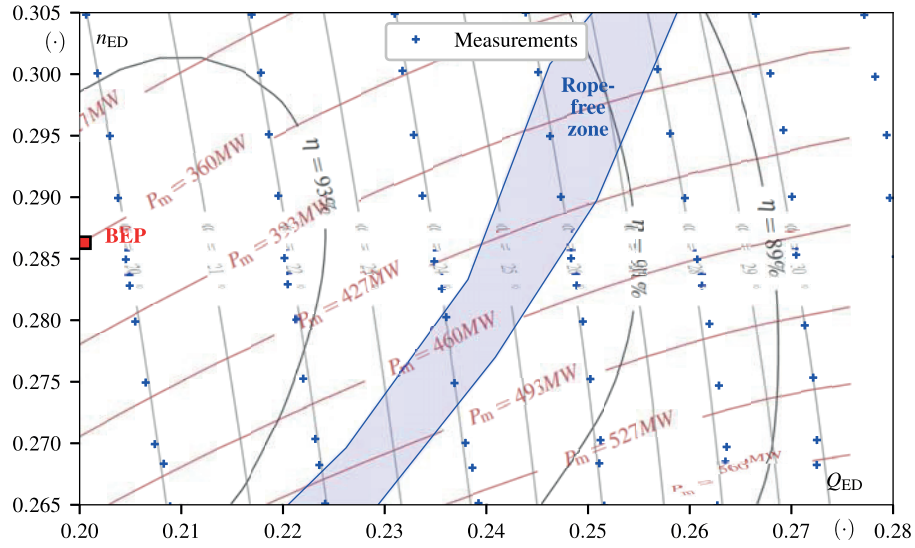 0.305
(·)
n_ED
Measurements
0.300
Rope-
free
zone
0.295
P_m = 360MW
η = 93%
0.290
P_m = 393MW
η = 91%
η = 89%
BEP
0.285
P_m = 427MW
0.280
P_m = 460MW
0.275
P_m = 493MW
0.270
P_m = 527MW
P_m = 560MW
Q_ED
0.265
0.20
0.21
0.22
0.23
0.24
0.25
0.26
0.27
(·)
0.28